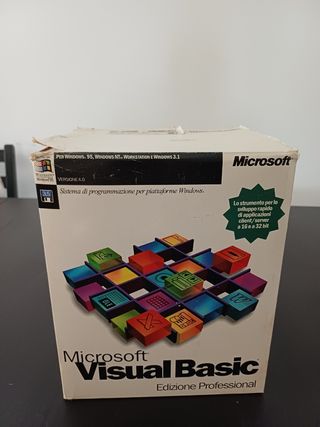 PER WINDOWS 95, WINDOWS NT WORKSTATION E WINDOWS 3.1
Microsoft
VERSIONE 4.0
Sistema di programmazione per piattaforme Windows.
Lo strumento per lo
sviluppo rapido
di applicazioni
client/server
a 16 e a 32 bit
Microsoft
Visual Basic
Edizione Professional